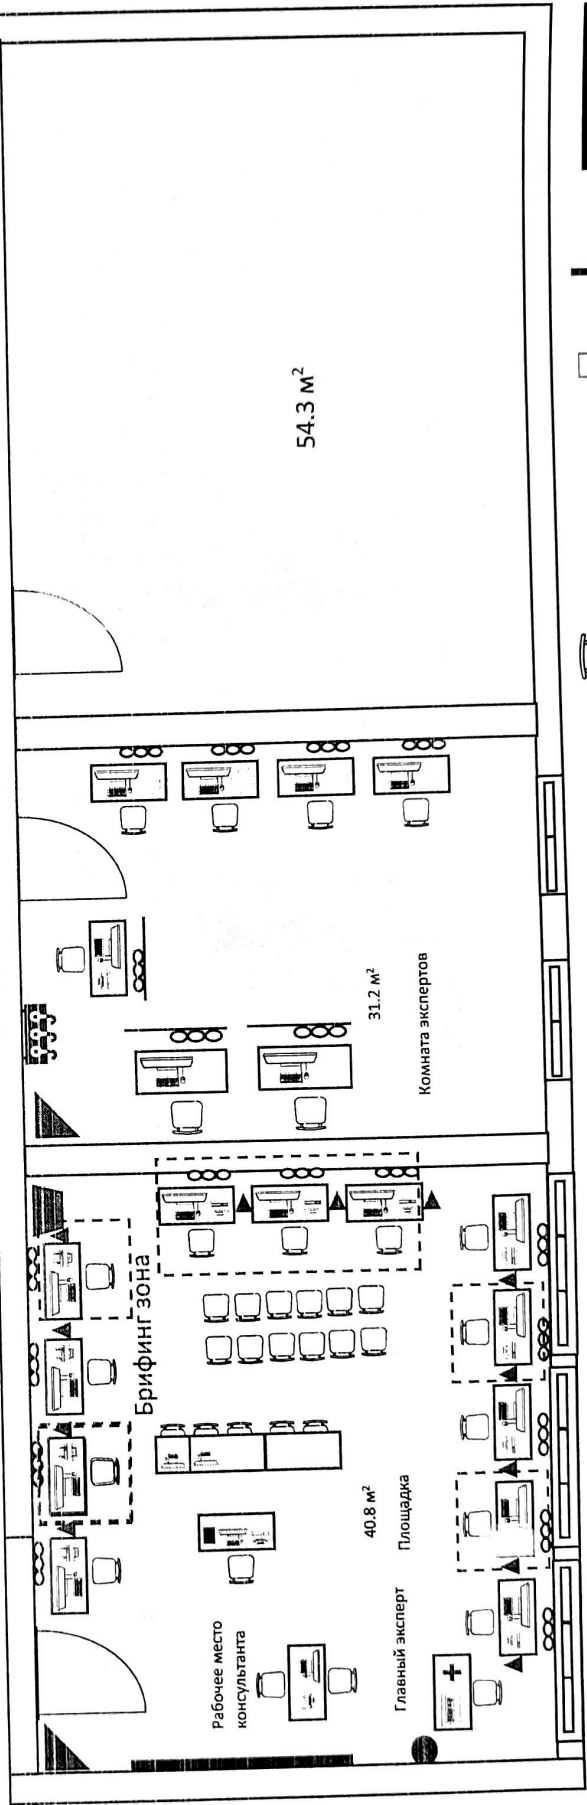 54.3 м²
31.2 м²
Комната экспертов
Брифинг зона
40.8 м²
Площадка
Рабочее место
консультанта
Главный эксперт